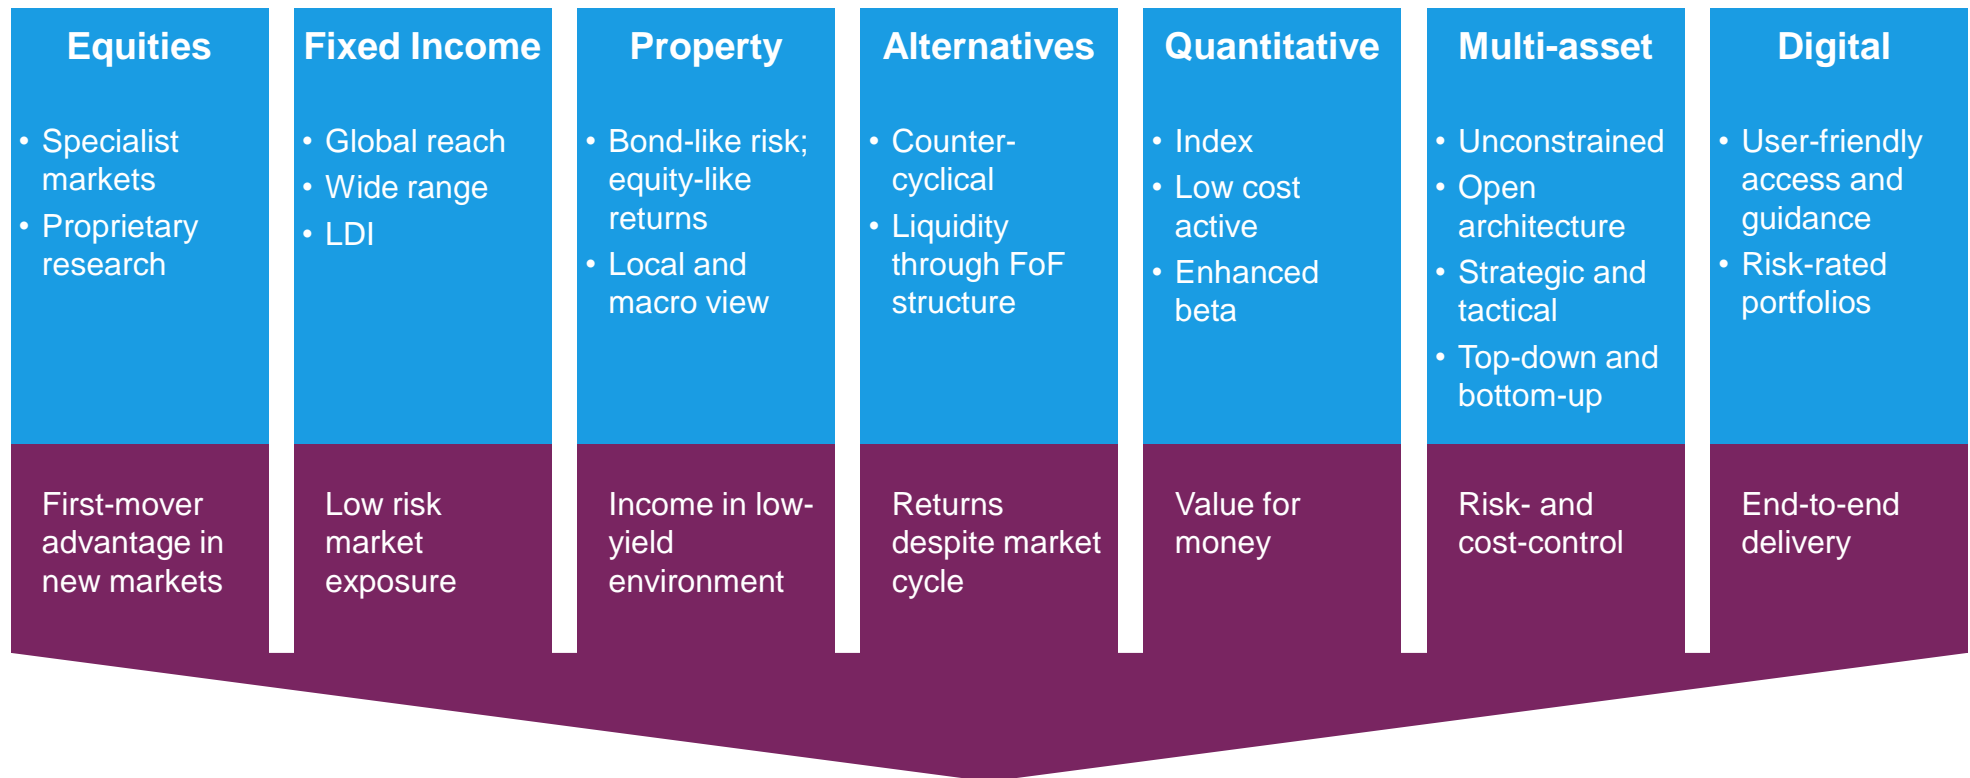 Equities
• Specialist
markets
• Proprietary
research
First-mover
advantage in
new markets
Fixed Income
• Global reach
• Wide range
• LDI
Low risk
market
exposure
Property
• Bond-like risk;
equity-like
returns
• Local and
macro view
Income in low-
yield
environment
Alternatives
• Counter-
cyclical
• Liquidity
through FoF
structure
Returns
despite market
cycle
Quantitative
• Index
• Low cost
active
• Enhanced
beta
Value for
money
Multi-asset
• Unconstrained
• Open
architecture
• Strategic and
tactical
• Top-down and
bottom-up
Risk- and
cost-control
Digital
• User-friendly
access and
guidance
• Risk-rated
portfolios
End-to-end
delivery